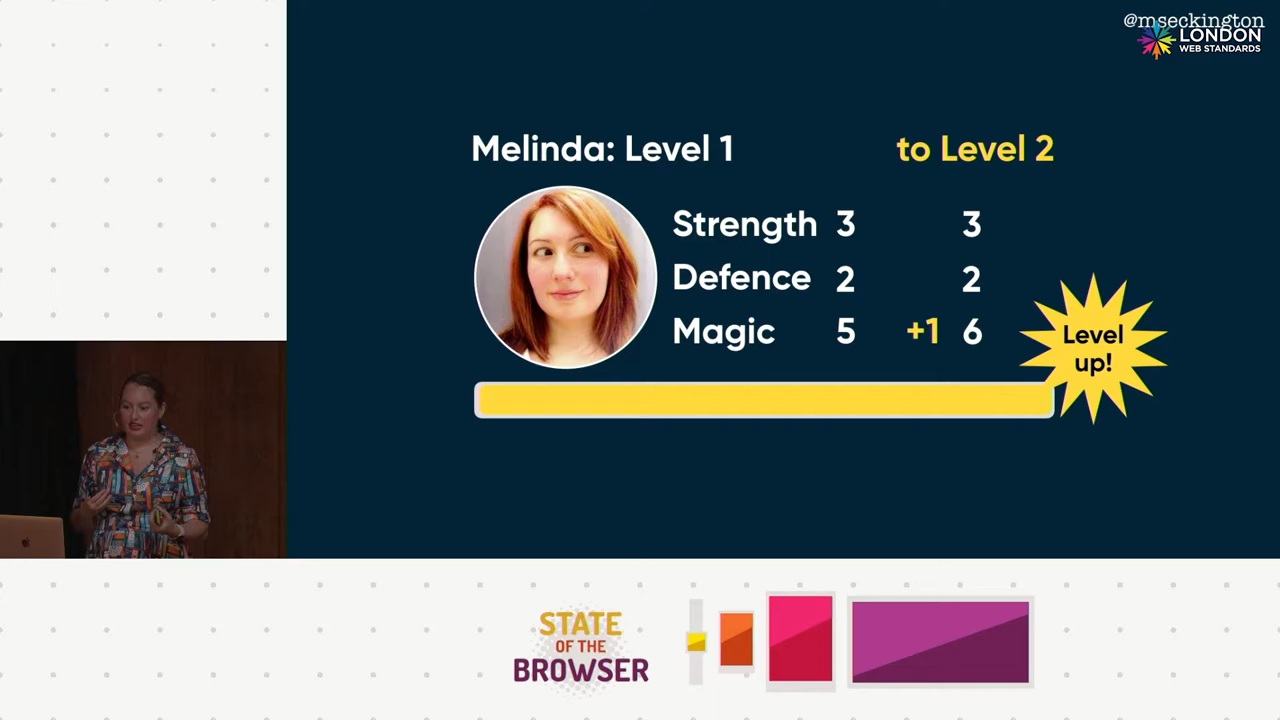 @mseckington
LONDON
WEB STANDARDS
Melinda: Level 1 to Level 2
Strength 3 3
Defence 2 2
Magic 5 +1 6
Level
up!
STATE
OF THE
BROWSER